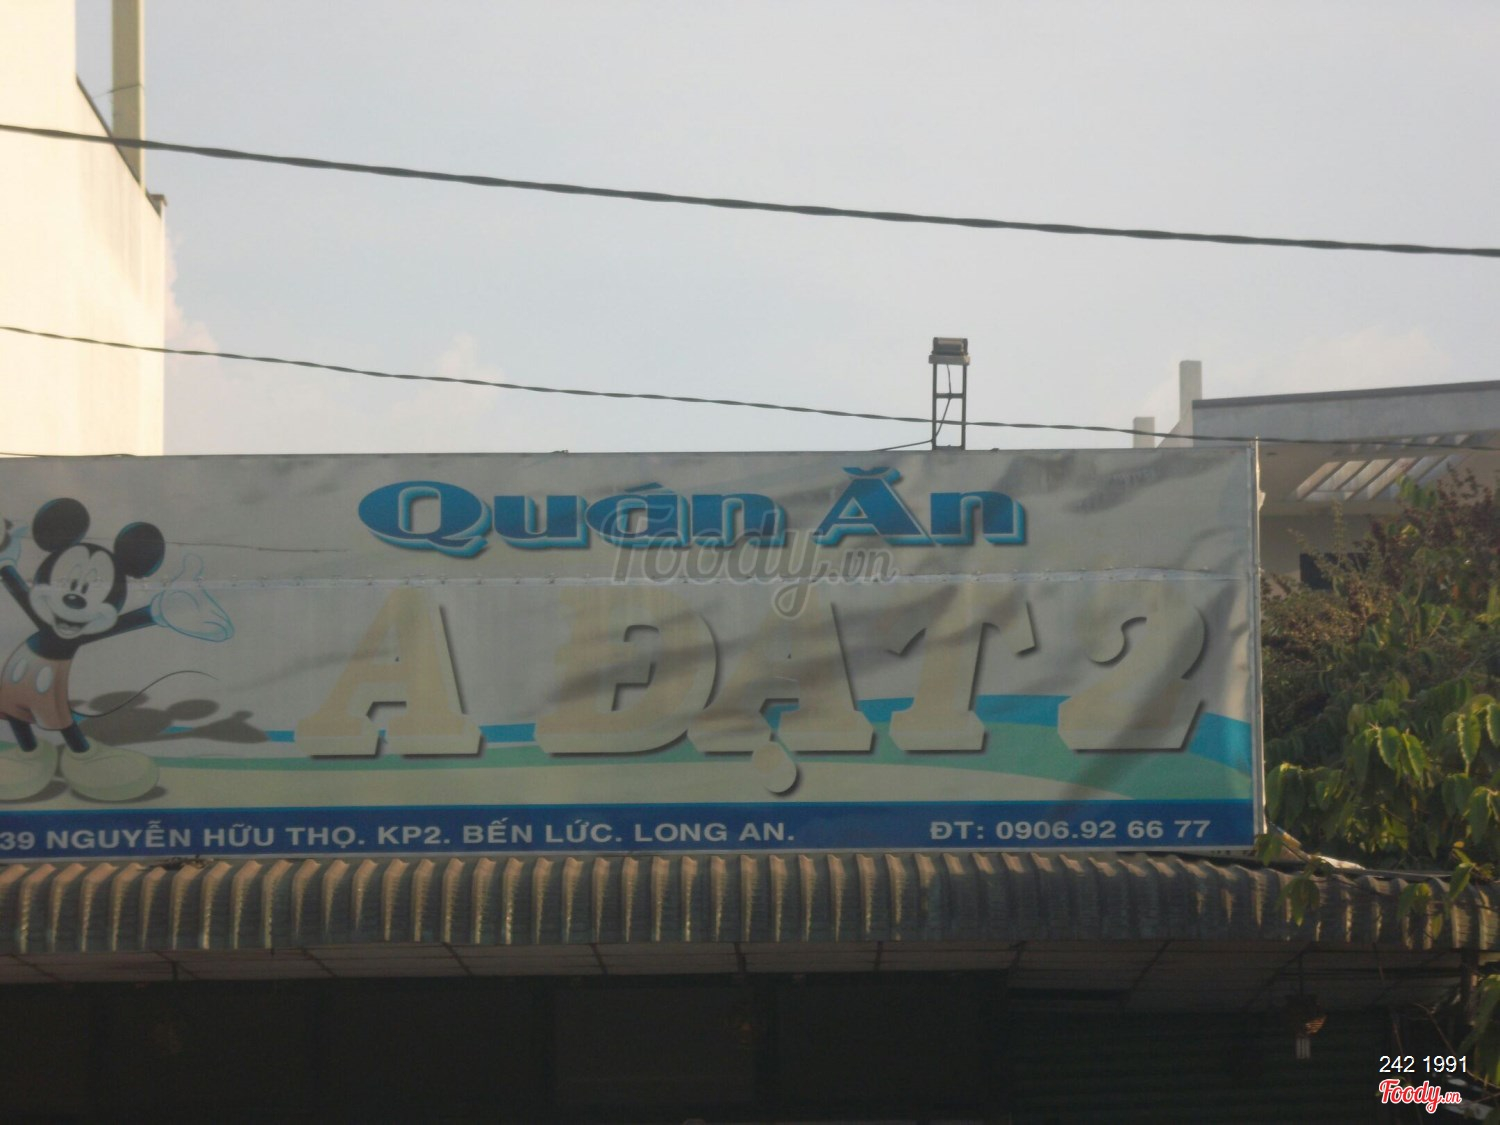 Quán Ăn
Foody.vn
A ĐẠT 2
39 NGUYỄN HỮU THỌ. KP2. BẾN LỨC. LONG AN.
ĐT: 0906.92 66 77
242 1991
Foody.vn